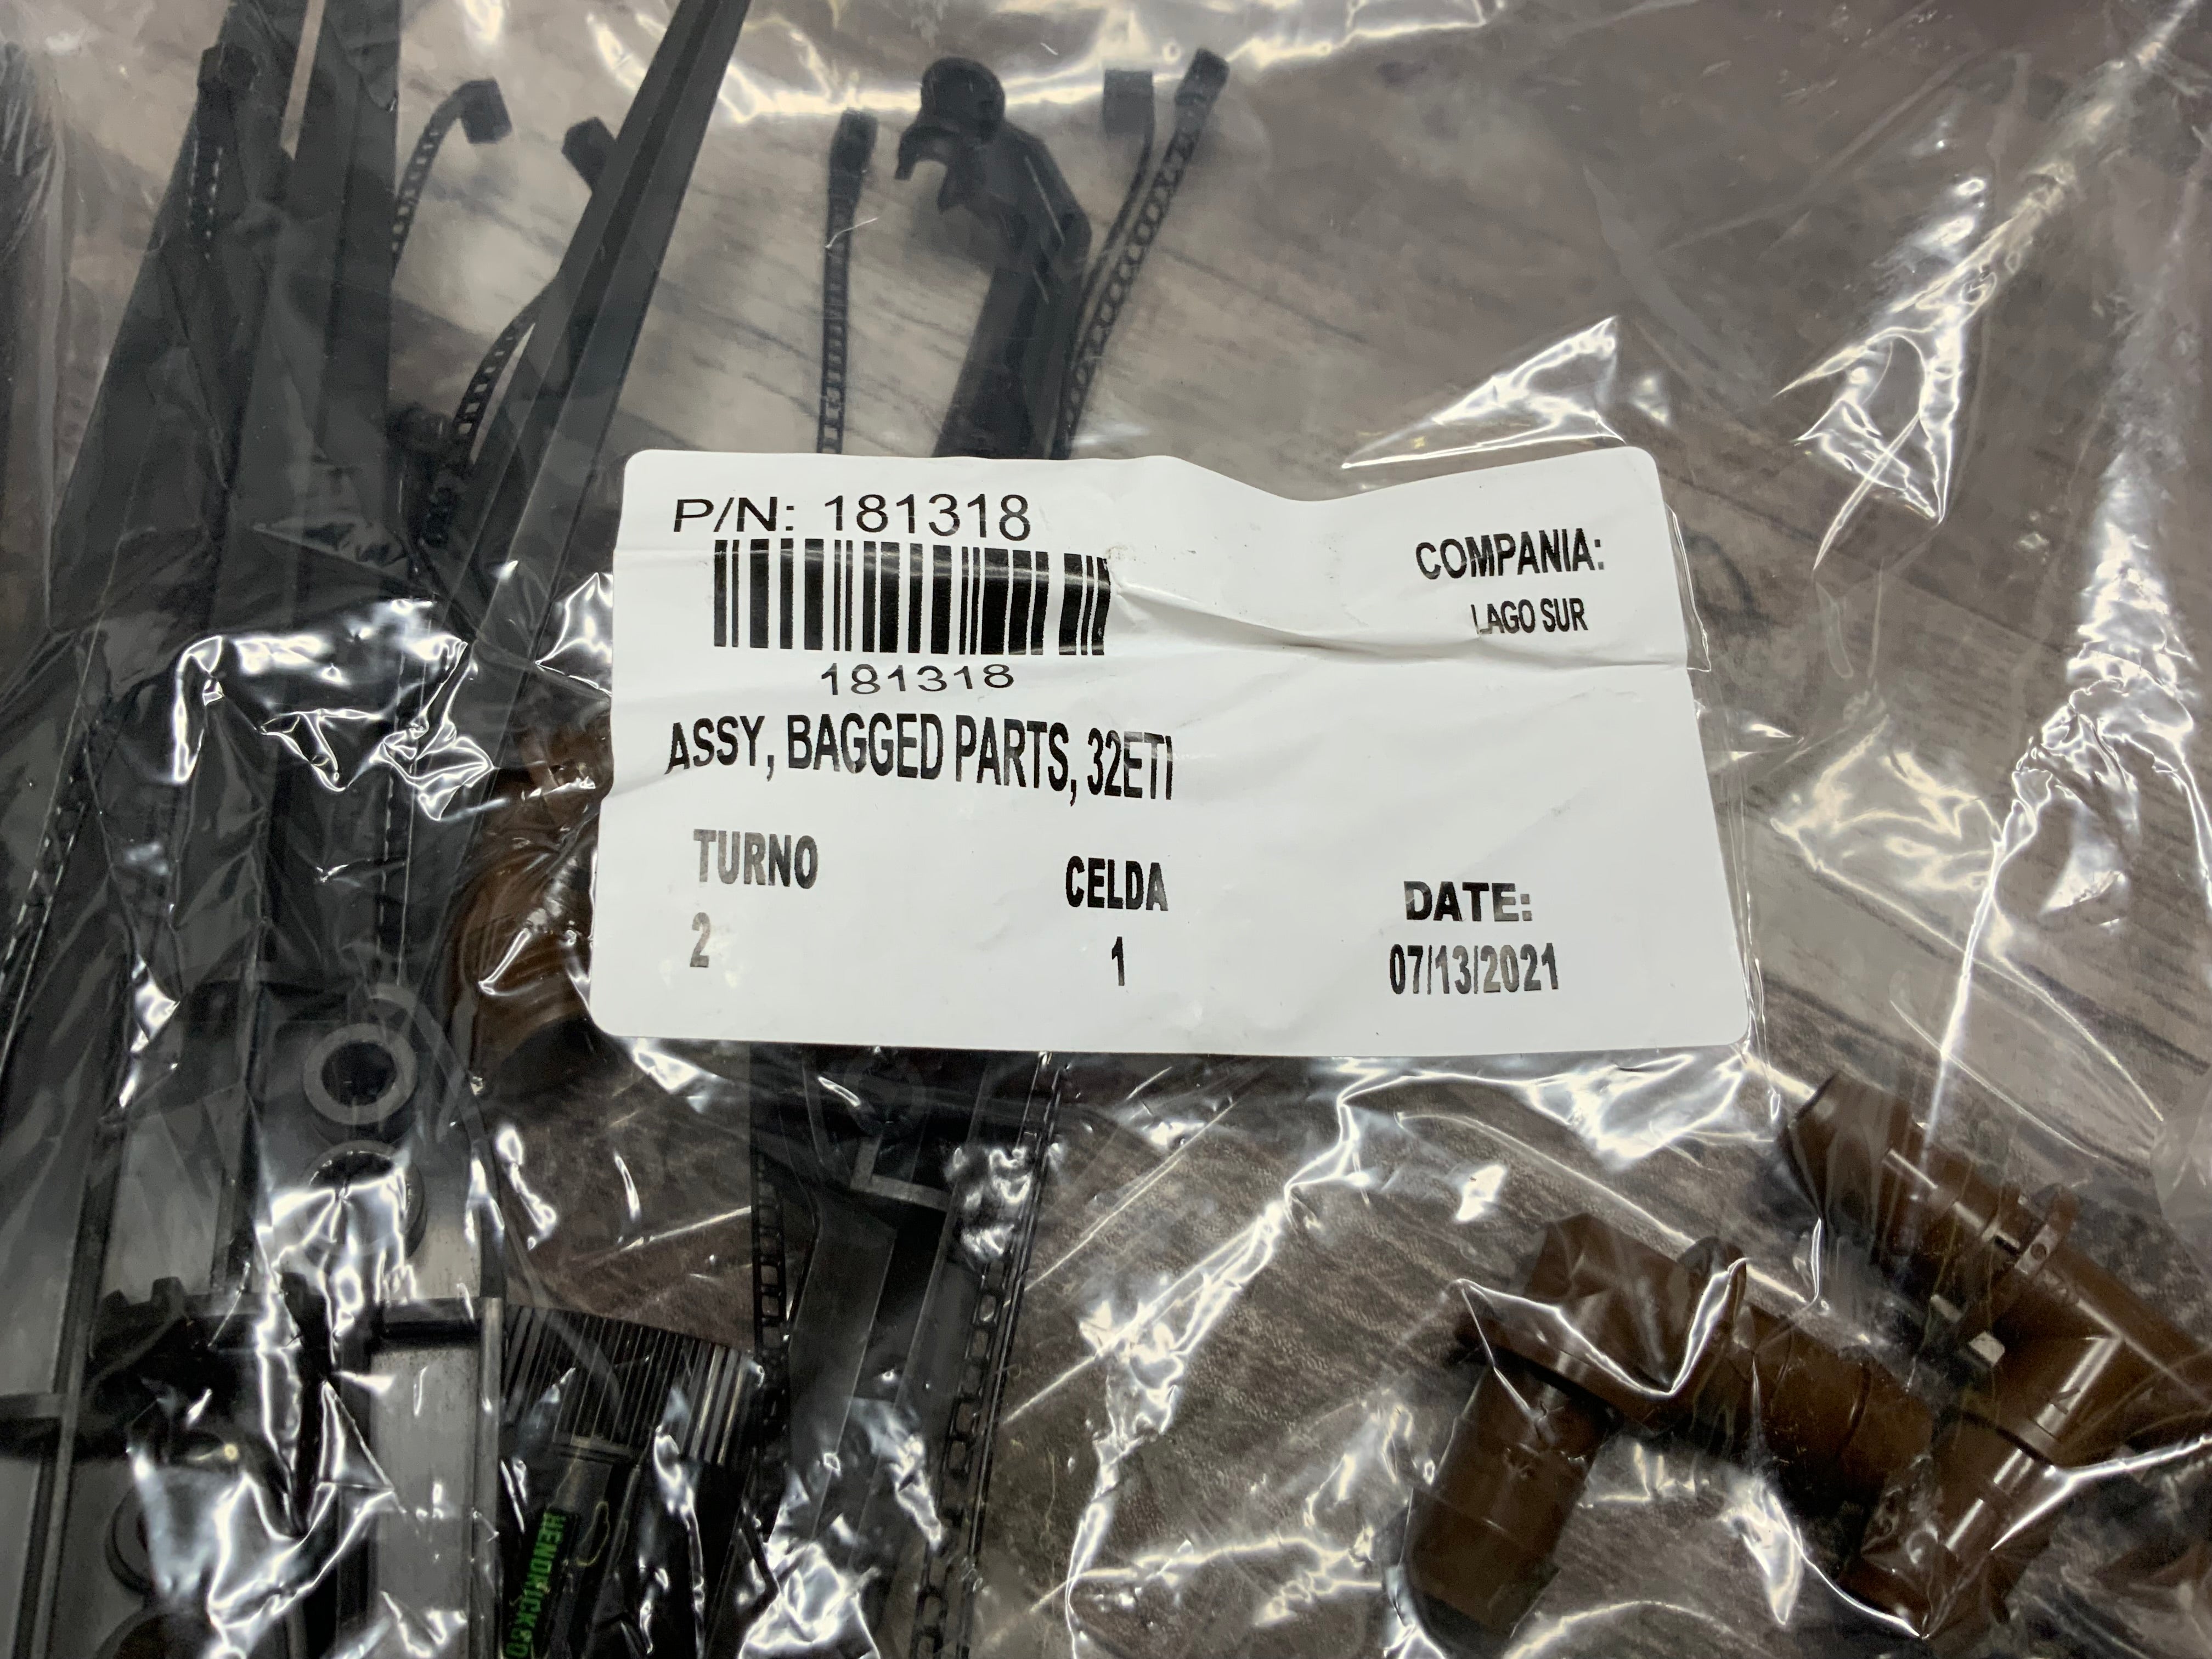 P/N: 181318
COMPANIA:
LAGO SUR
181318
ASSY, BAGGED PARTS, 32ETI
TURNO
2
CELDA
1
DATE:
07/13/2021